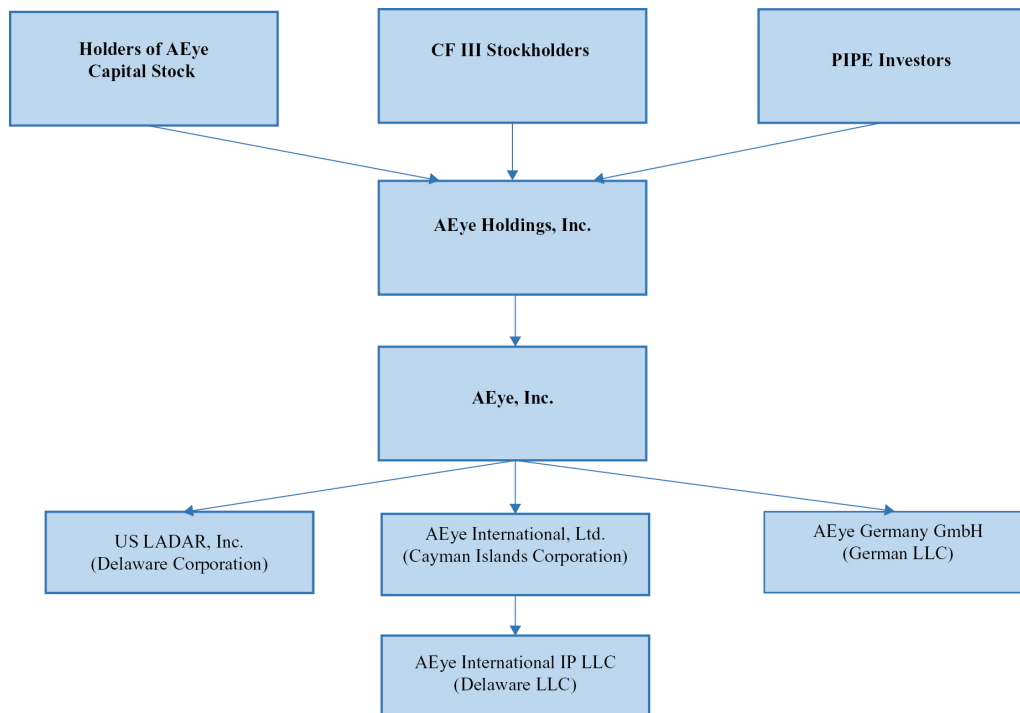 Holders of AEye
Capital Stock
CF III Stockholders
PIPE Investors
AEye Holdings, Inc.
AEye, Inc.
US LADAR, Inc.
(Delaware Corporation)
AEye International, Ltd.
(Cayman Islands Corporation)
AEye Germany GmbH
(German LLC)
AEye International IP LLC
(Delaware LLC)